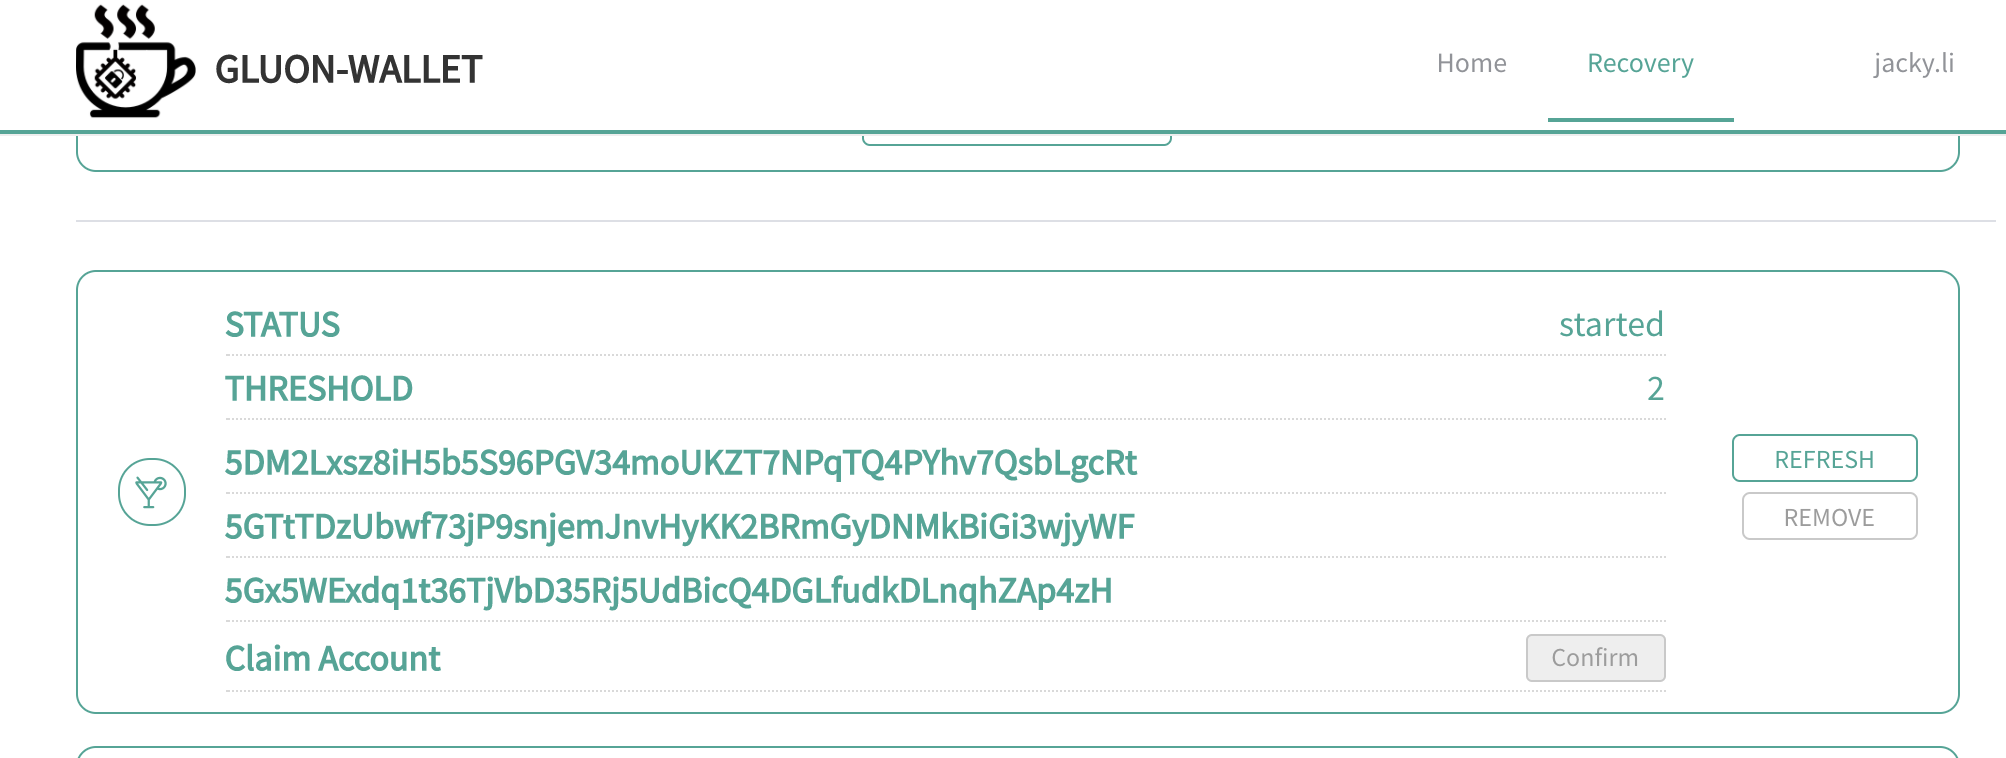 GLUON-WALLET
Home
Recovery
jacky.li
STATUS
started
THRESHOLD
2
5DM2Lxsz8iH5b5S96PGV34moUKZT7NPqTQ4PYhv7QsbLgcRt
REFRESH
5GTtTDzUbwf73jP9snjemJnvHyKK2BRmGyDNMkBiGi3wjyWF
REMOVE
5Gx5WExdq1t36TjVbD35Rj5UdBicQ4DGLfudkDLnqhZAp4zH
Claim Account
Confirm